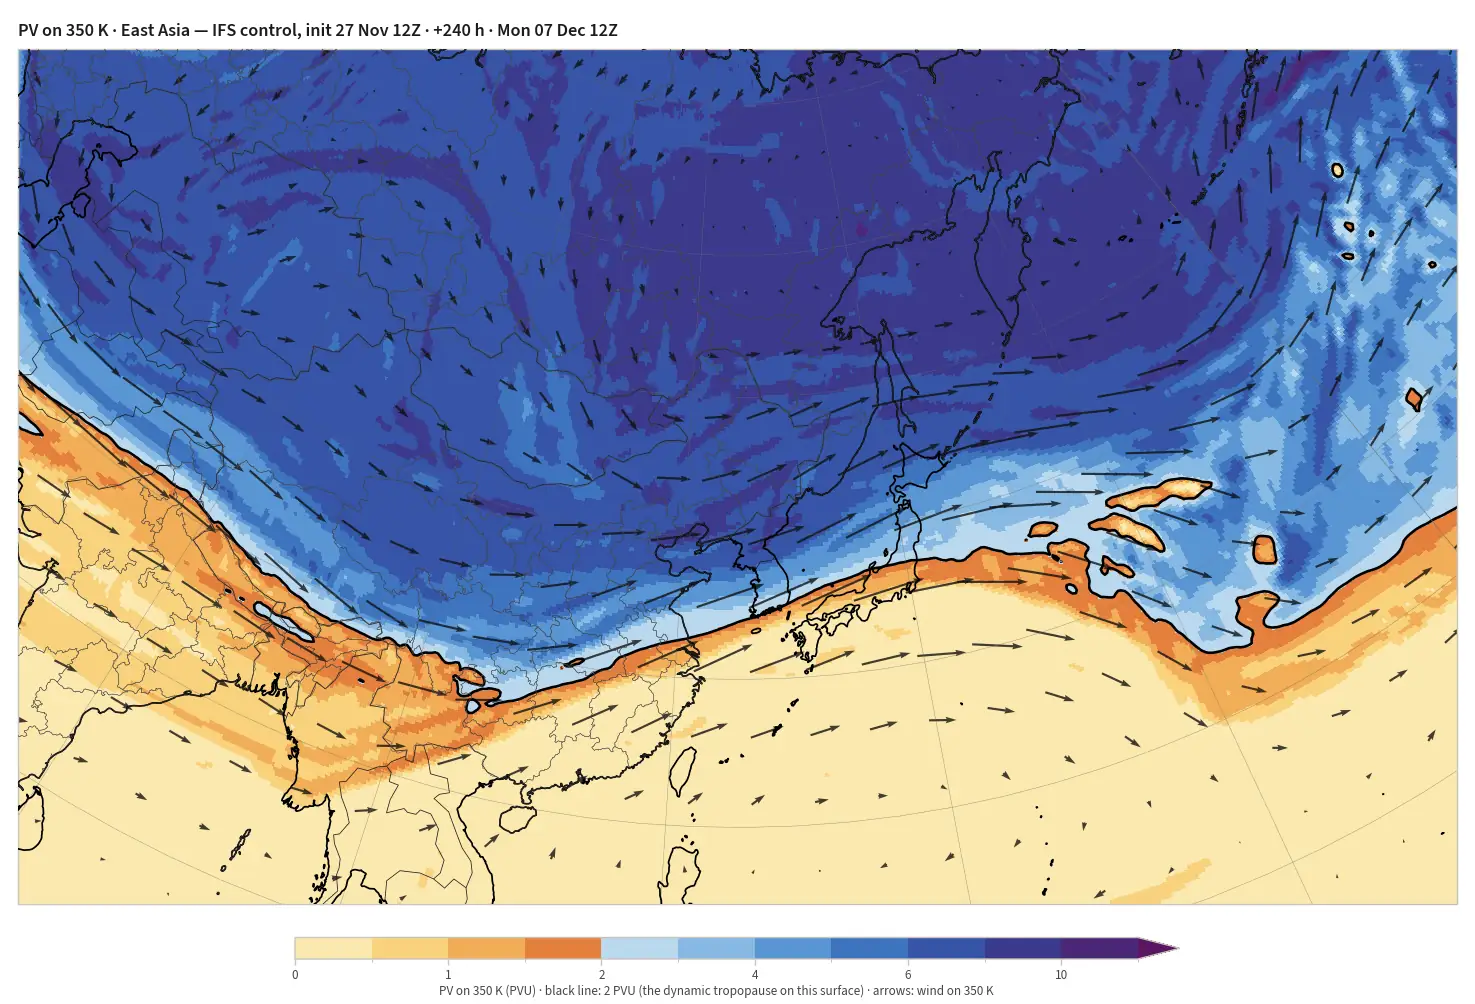 PV on 350 K · East Asia — IFS control, init 27 Nov 12Z · +240 h · Mon 07 Dec 12Z
0 1 2 4 6 10
PV on 350 K (PVU) · black line: 2 PVU (the dynamic tropopause on this surface) · arrows: wind on 350 K